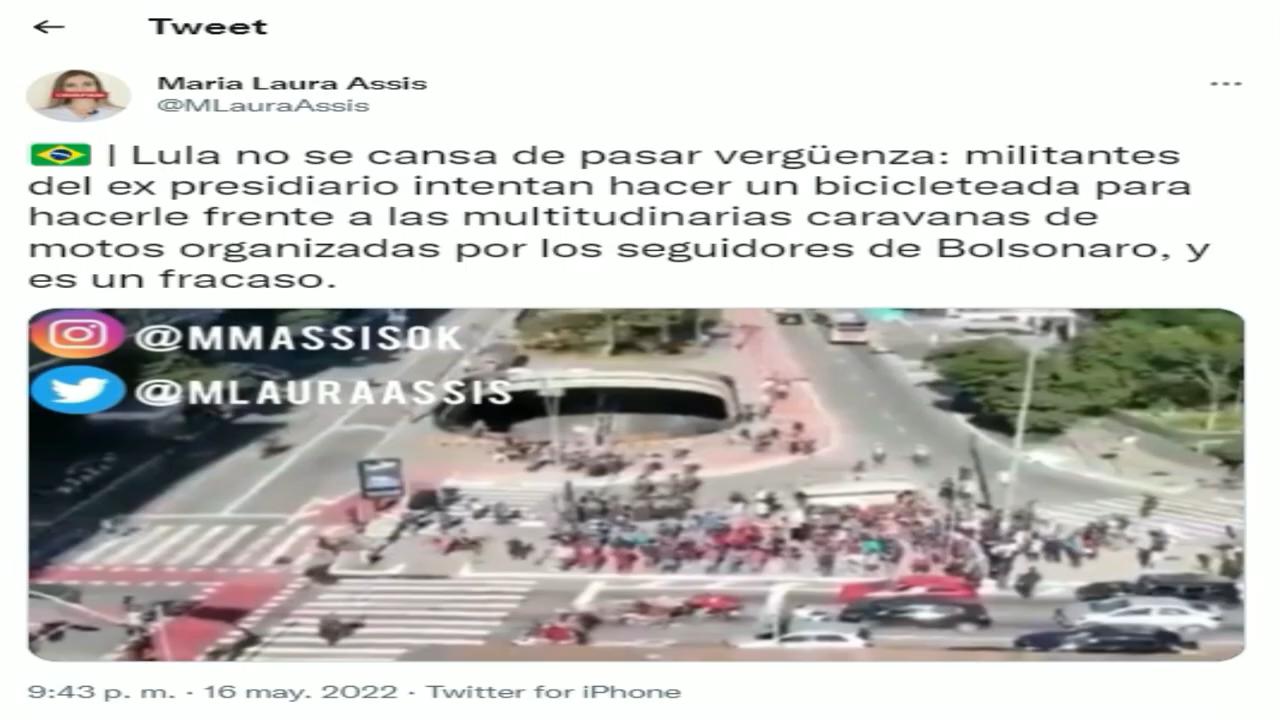 Tweet
Maria Laura Assis
@MLauraAssis
| Lula no se cansa de pasar vergüenza: militantes
del ex presidiario intentan hacer un bicicleteada para
hacerle frente a las multitudinarias caravanas de
motos organizadas por los seguidores de Bolsonaro, y
es un fracaso.
@MMASSISOK
@MLAURAASSIS
9:43 p. m. · 16 may. 2022 · Twitter for iPhone